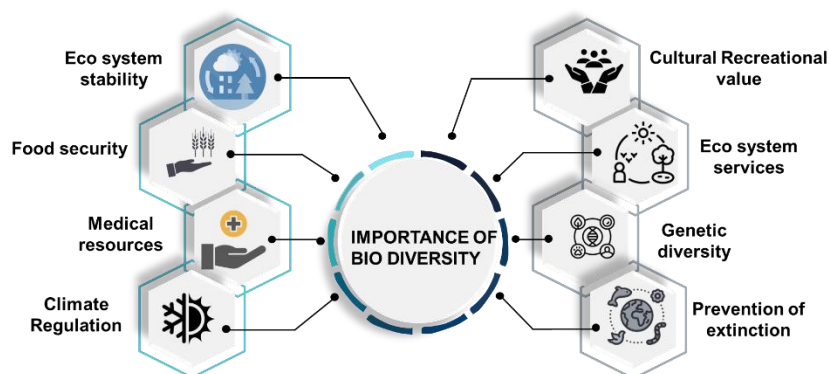 Eco system
stability
Food security
Medical
resources
Climate
Regulation
IMPORTANCE OF
BIO DIVERSITY
Cultural Recreational
value
Eco system
services
Genetic
diversity
Prevention of
extinction